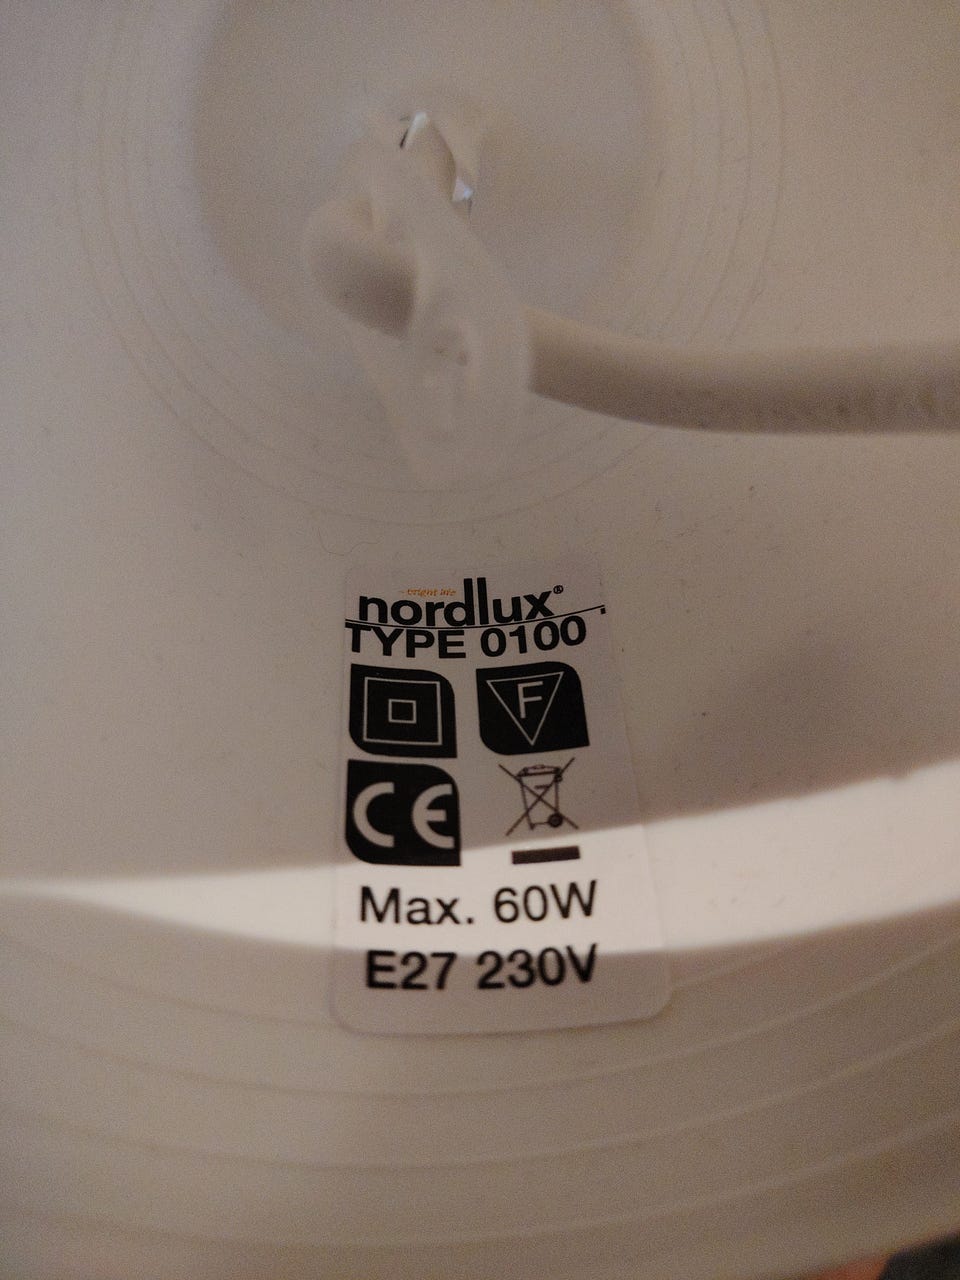 bright life
nordlux®
TYPE 0100
F
CE
Max. 60W
E27 230V